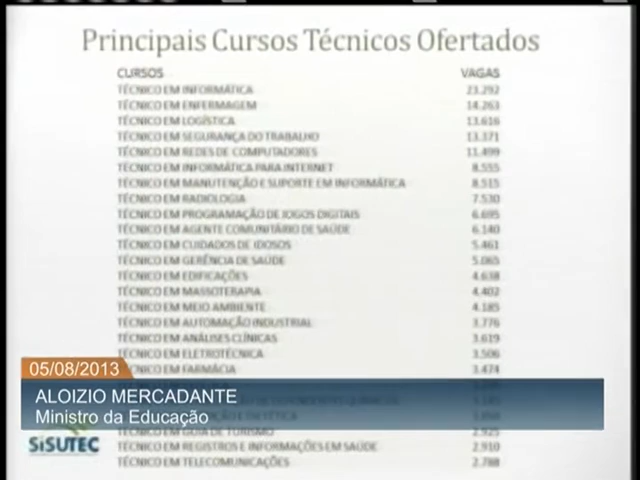 Principais Cursos Técnicos Ofertados
CURSOS VAGAS
TÉCNICO EM INFORMÁTICA 23.292
TÉCNICO EM ENFERMAGEM 14.263
TÉCNICO EM LOGÍSTICA 13.616
TÉCNICO EM SEGURANÇA DO TRABALHO 13.371
TÉCNICO EM REDES DE COMPUTADORES 11.499
TÉCNICO EM INFORMÁTICA PARA INTERNET 8.555
TÉCNICO EM MANUTENÇÃO E SUPORTE EM INFORMÁTICA 8.515
TÉCNICO EM RADIOLOGIA 7.530
TÉCNICO EM PROGRAMAÇÃO DE JOGOS DIGITAIS 6.695
TÉCNICO EM AGENTE COMUNITÁRIO DE SAÚDE 6.140
TÉCNICO EM CUIDADOS DE IDOSOS 5.461
TÉCNICO EM GERÊNCIA DE SAÚDE 5.065
TÉCNICO EM EDIFICAÇÕES 4.638
TÉCNICO EM MASSOTERAPIA 4.402
TÉCNICO EM MEIO AMBIENTE 4.185
TÉCNICO EM AUTOMAÇÃO INDUSTRIAL 3.776
TÉCNICO EM ANÁLISES CLÍNICAS 3.619
TÉCNICO EM ELETROTÉCNICA 3.506
TÉCNICO EM FARMÁCIA 3.474
05/08/2013
ALOIZIO MERCADANTE
Ministro da Educação
TÉCNICO EM GUIA DE TURISMO 2.925
SiSUTEC
TÉCNICO EM REGISTROS E INFORMAÇÕES EM SAÚDE 2.910
TÉCNICO EM TELECOMUNICAÇÕES 2.788